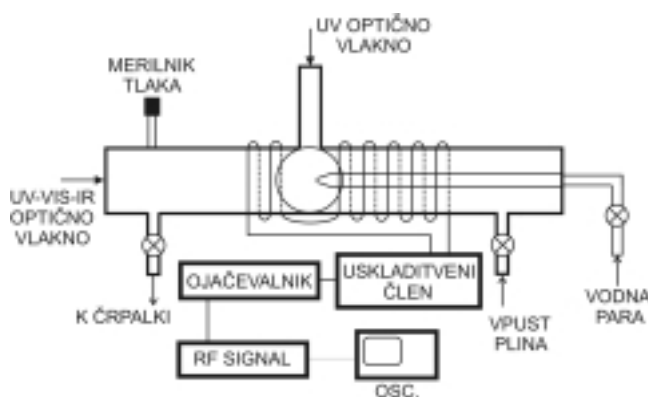 UV OPTIČNO
VLAKNO
MERILNIK
TLAKA
UV-VIS-IR
OPTIČNO
VLAKNO
K ČRPALKI
OJAČEVALNIK
USKLADITVENI
ČLEN
VPUST
PLINA
VODNA
PARA
RF SIGNAL
OSC.